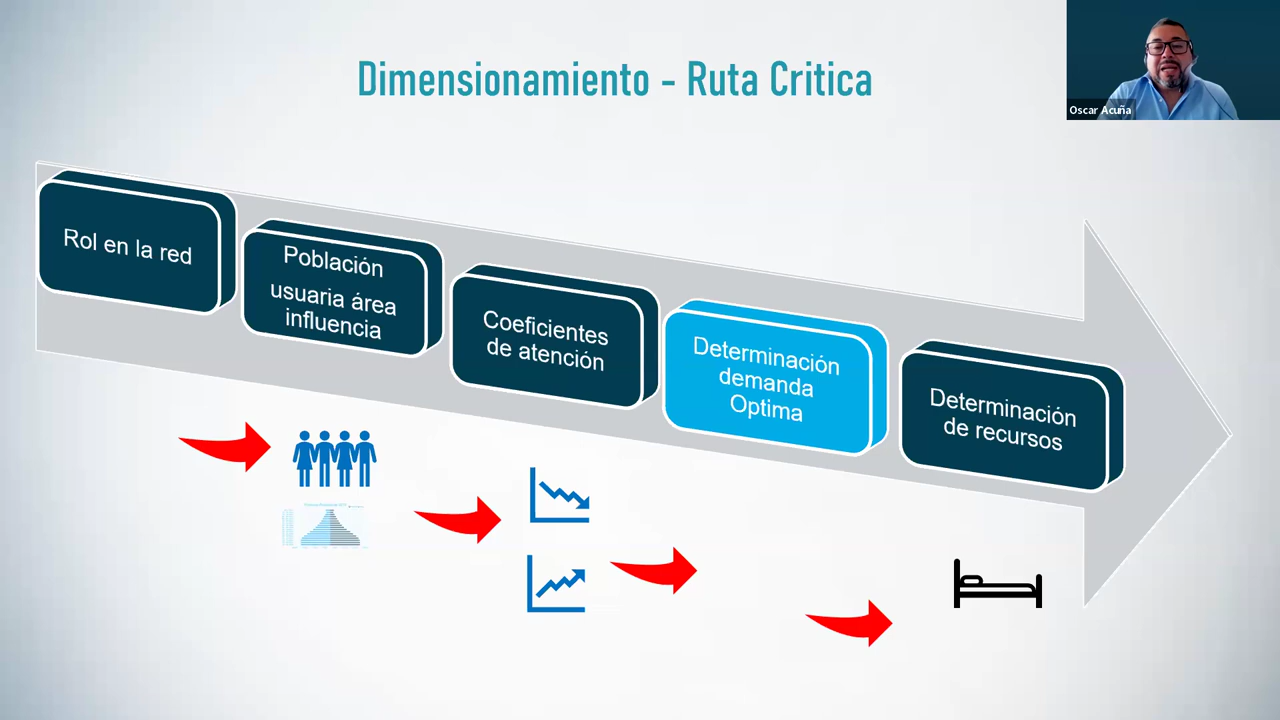 Dimensionamiento - Ruta Critica
Oscar Acuña
Rol en la red
Población
usuaria área
influencia
Coeficientes
de atención
Determinación
demanda
Optima
Determinación
de recursos